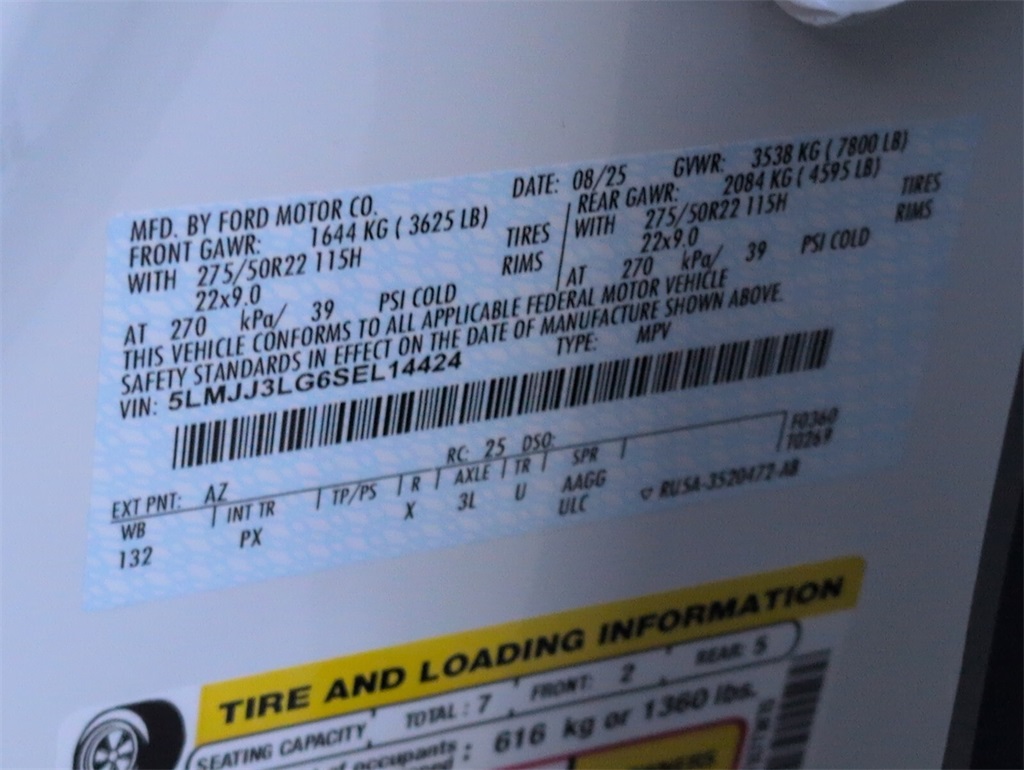 MFD. BY FORD MOTOR CO. DATE: 08/25 GVWR: 3538 KG ( 7800 LB)
FRONT GAWR: 1644 KG ( 3625 LB) REAR GAWR: 2084 KG ( 4595 LB)
WITH 275/50R22 115H TIRES WITH 275/50R22 115H TIRES
22x9.0 RIMS 22x9.0 RIMS
AT 270 kPa/ 39 PSI COLD AT 270 kPa/ 39 PSI COLD
THIS VEHICLE CONFORMS TO ALL APPLICABLE FEDERAL MOTOR VEHICLE
SAFETY STANDARDS IN EFFECT ON THE DATE OF MANUFACTURE SHOWN ABOVE.
VIN: 5LMJJ3LG6SEL14424 TYPE: MPV
EXT PNT: AZ RC: 25 DSO: F0360
WB INT TR TP/PS R AXLE TR SPR T0269
132 PX X 3L U AAGG
ULC RUSA-3520472-AB
TIRE AND LOADING INFORMATION
SEATING CAPACITY TOTAL : 7 FRONT: 2 REAR: 5
occupants : 616 kg or 1360 lbs.